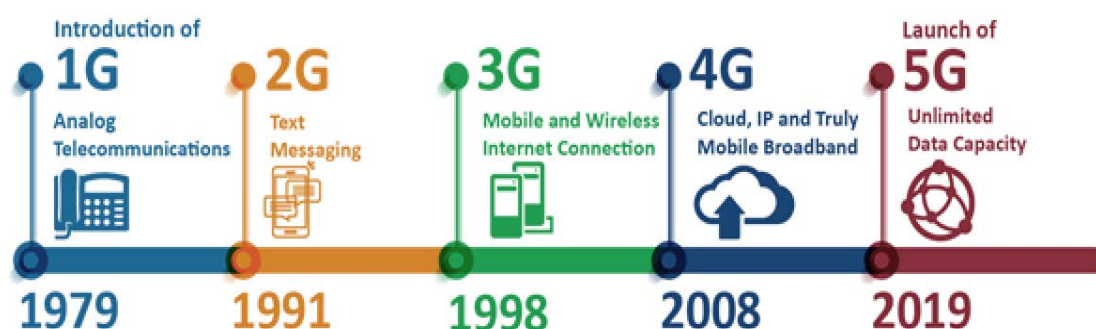 Introduction of
1G
Analog
Telecommunications
1979
2G
Text
Messaging
1991
3G
Mobile and Wireless
Internet Connection
1998
4G
Cloud, IP and Truly
Mobile Broadband
2008
Launch of
5G
Unlimited
Data Capacity
2019